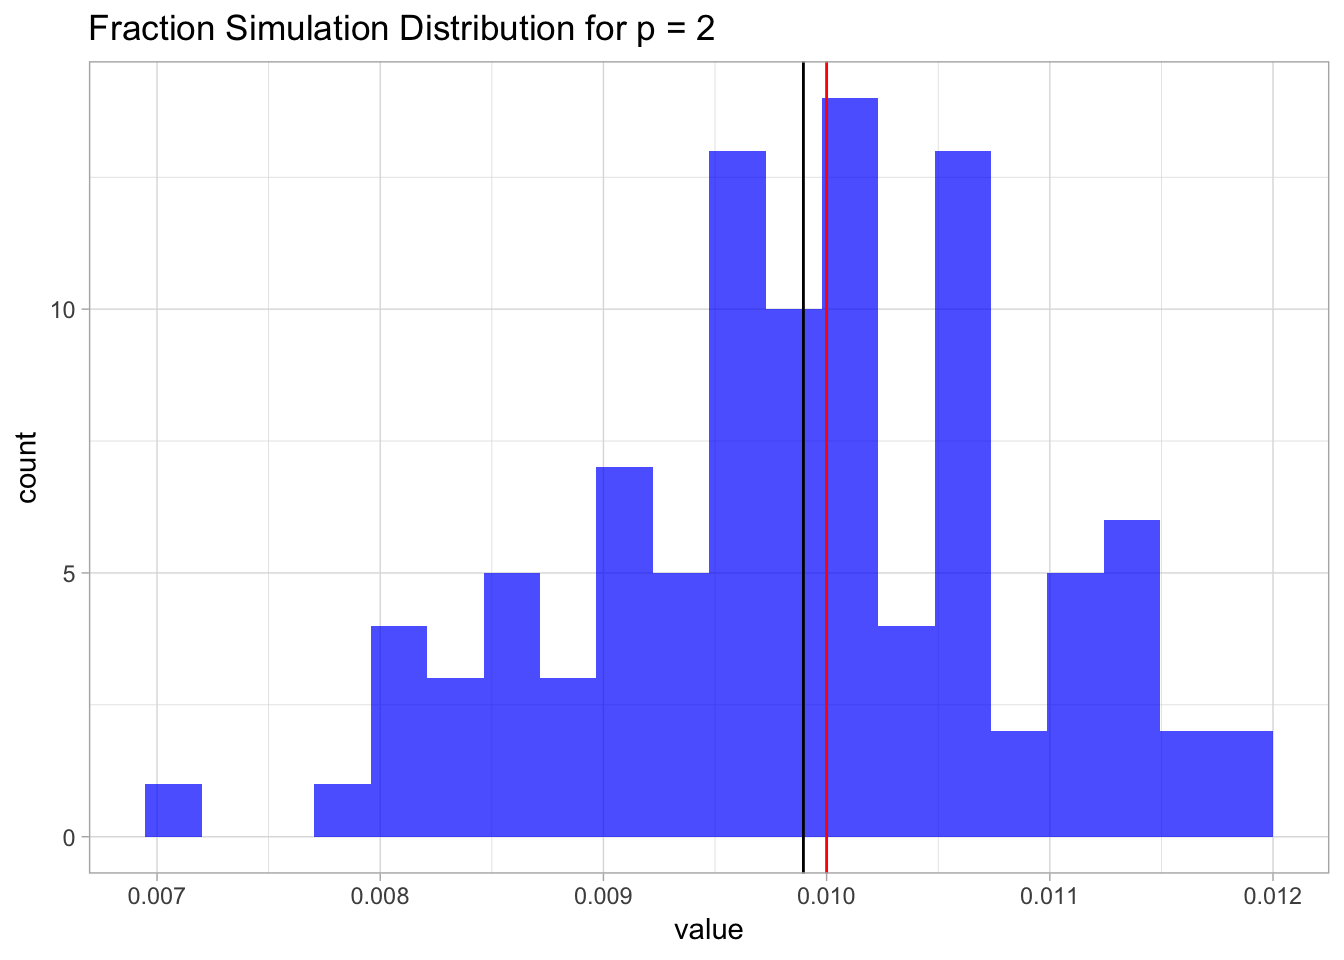 Fraction Simulation Distribution for p = 2
count
10
5
0
0.007 0.008 0.009 0.010 0.011 0.012
value